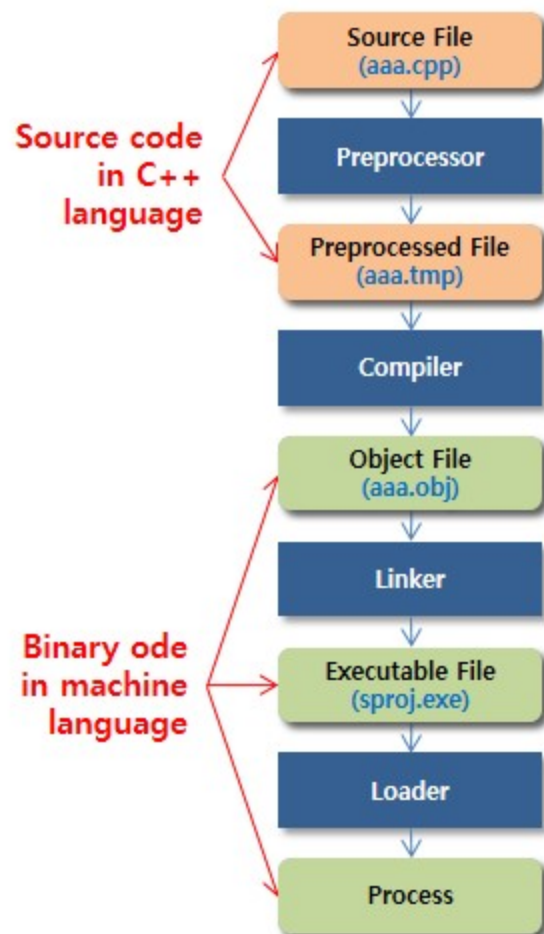 Source File
(aaa.cpp)
Source code
in C++
language
Preprocessor
Preprocessed File
(aaa.tmp)
Compiler
Object File
(aaa.obj)
Linker
Binary ode
in machine
language
Executable File
(sproj.exe)
Loader
Process